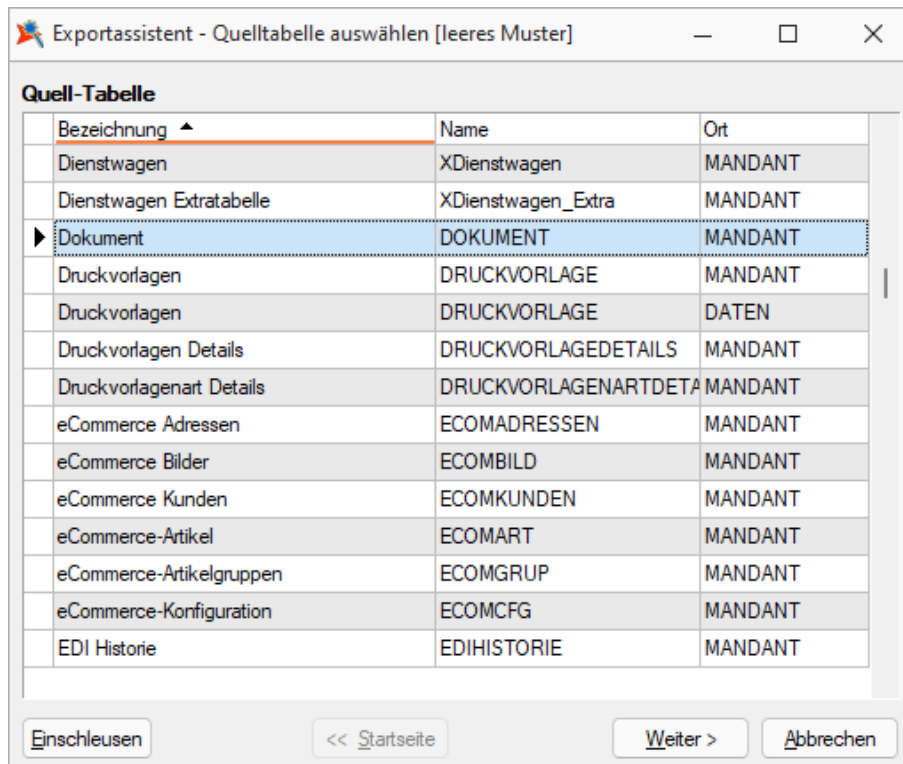 Exportassistent - Quelltabelle auswählen [leeres Muster]
Quell-Tabelle
Bezeichnung Name Ort
Dienstwagen XDienstwagen MANDANT
Dienstwagen Extratabelle XDienstwagen_Extra MANDANT
Dokument DOKUMENT MANDANT
Druckvorlagen DRUCKVORLAGE MANDANT
Druckvorlagen DRUCKVORLAGE DATEN
Druckvorlagen Details DRUCKVORLAGEDETAILS MANDANT
Druckvorlagenart Details DRUCKVORLAGENARTDETA MANDANT
eCommerce Adressen ECOMADRESSEN MANDANT
eCommerce Bilder ECOMBILD MANDANT
eCommerce Kunden ECOMKUNDEN MANDANT
eCommerce-Artikel ECOMART MANDANT
eCommerce-Artikelgruppen ECOMGRUP MANDANT
eCommerce-Konfiguration ECOMCFG MANDANT
EDI Historie EDIHISTORIE MANDANT
Einschleusen << Startseite Weiter > Abbrechen